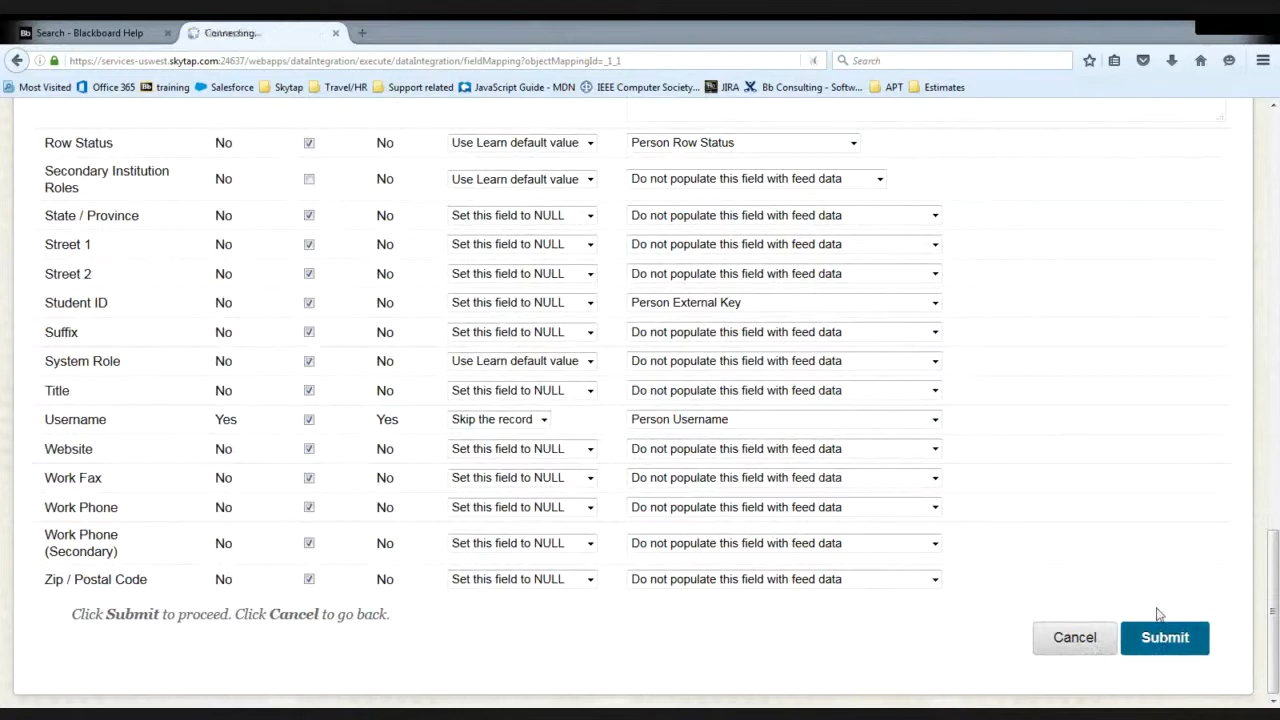 Bb Search - Blackboard Help
Connecting...
https://services-uswest.skytap.com:24637/webapps/dataIntegration/execute/dataIntegration/fieldMapping?objectMappingId=_1_1
Search
Most Visited Office 365 Bb training Salesforce Skytap Travel/HR Support related JavaScript Guide - MDN IEEE Computer Society... JIRA Bb Consulting - Softw... APT Estimates
Row Status No No Use Learn default value Person Row Status
Secondary Institution
Roles No No Use Learn default value Do not populate this field with feed data
State / Province No No Set this field to NULL Do not populate this field with feed data
Street 1 No No Set this field to NULL Do not populate this field with feed data
Street 2 No No Set this field to NULL Do not populate this field with feed data
Student ID No No Set this field to NULL Person External Key
Suffix No No Set this field to NULL Do not populate this field with feed data
System Role No No Use Learn default value Do not populate this field with feed data
Title No No Set this field to NULL Do not populate this field with feed data
Username Yes Yes Skip the record Person Username
Website No No Set this field to NULL Do not populate this field with feed data
Work Fax No No Set this field to NULL Do not populate this field with feed data
Work Phone No No Set this field to NULL Do not populate this field with feed data
Work Phone
(Secondary) No No Set this field to NULL Do not populate this field with feed data
Zip / Postal Code No No Set this field to NULL Do not populate this field with feed data
Click Submit to proceed. Click Cancel to go back.
Cancel Submit